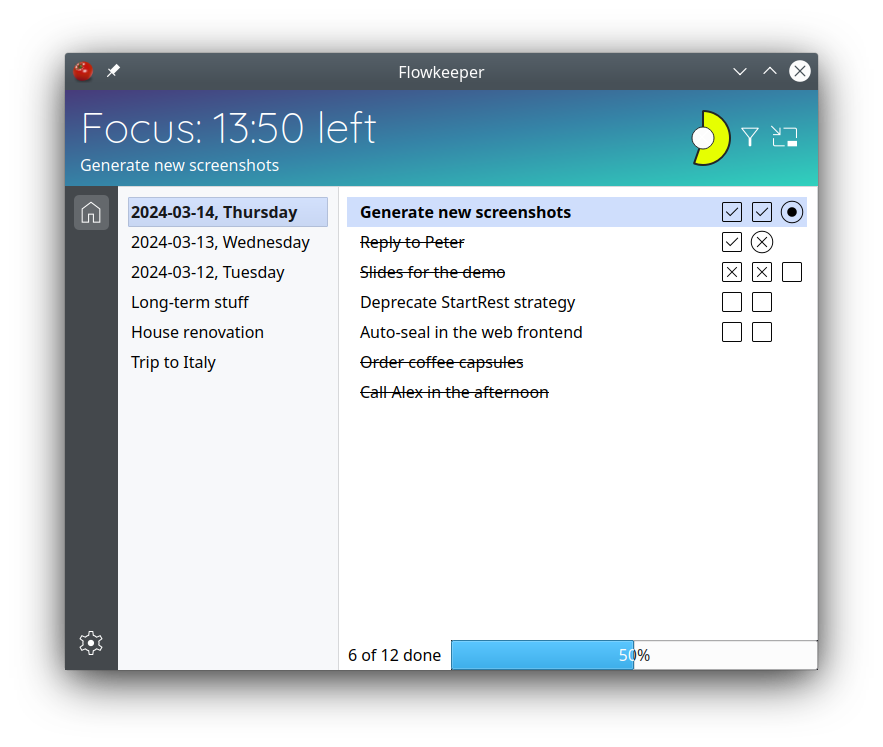 Flowkeeper
Focus: 13:50 left
Generate new screenshots
2024-03-14, Thursday
2024-03-13, Wednesday
2024-03-12, Tuesday
Long-term stuff
House renovation
Trip to Italy
Generate new screenshots
Reply to Peter
Slides for the demo
Deprecate StartRest strategy
Auto-seal in the web frontend
Order coffee capsules
Call Alex in the afternoon
6 of 12 done 50%